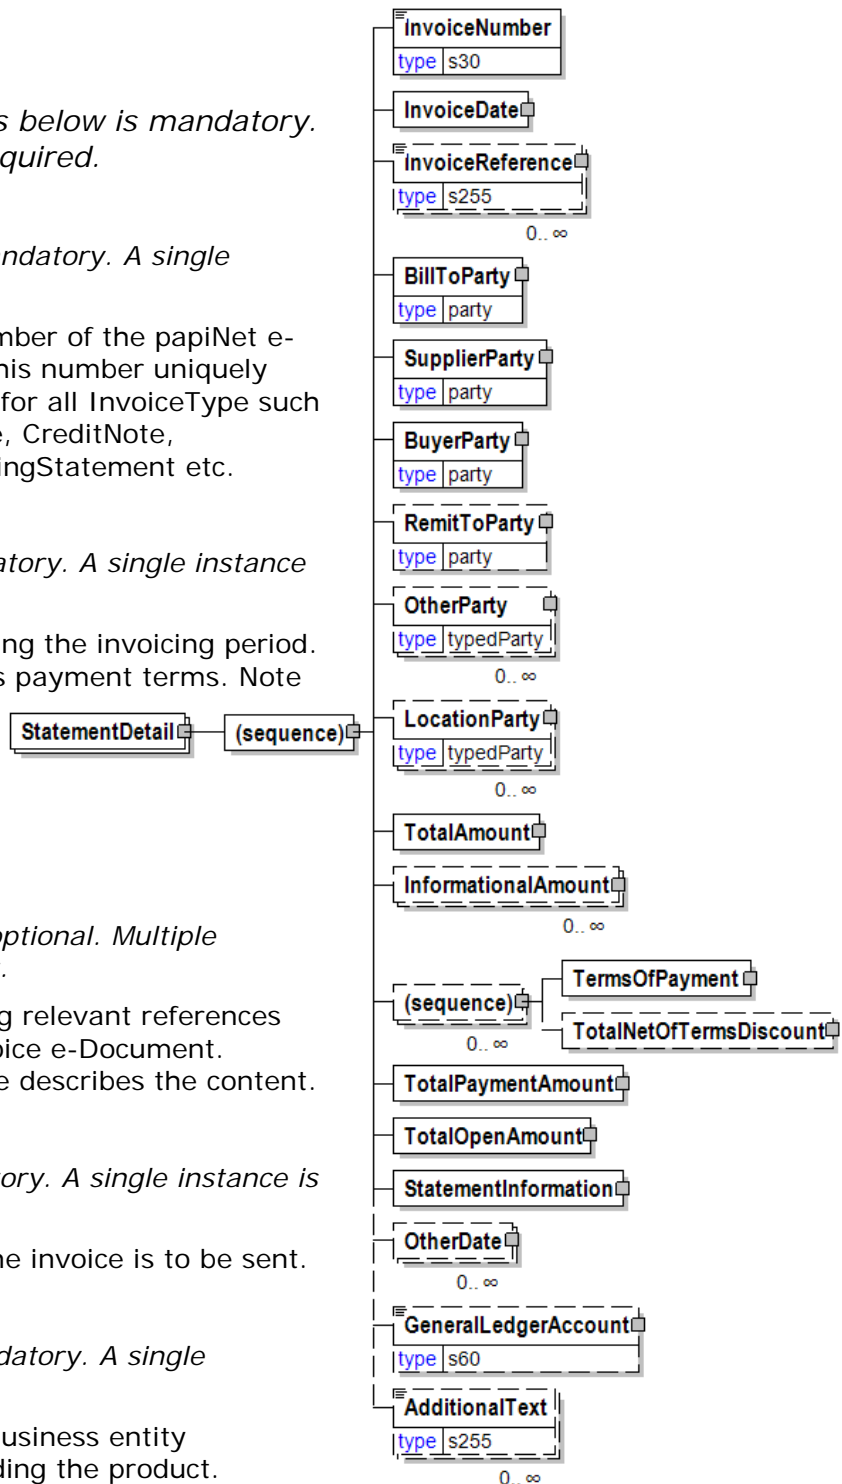 s below is mandatory.
quired.
ndatory. A single
mber of the papiNet e-
his number uniquely
for all InvoiceType such
e, CreditNote,
ingStatement etc.
atory. A single instance
ng the invoicing period.
s payment terms. Note
StatementDetail
(sequence)
ptional. Multiple
.
g relevant references
oice e-Document.
e describes the content.
tory. A single instance is
he invoice is to be sent.
datory. A single
usiness entity
ding the product.
InvoiceNumber
type s30
InvoiceDate
InvoiceReference
type s255
0.. ∞
BillToParty
type party
SupplierParty
type party
BuyerParty
type party
RemitToParty
type party
OtherParty
type typedParty
0.. ∞
LocationParty
type typedParty
0.. ∞
TotalAmount
InformationalAmount
0.. ∞
(sequence)
0.. ∞
TermsOfPayment
TotalNetOfTermsDiscount
TotalPaymentAmount
TotalOpenAmount
StatementInformation
OtherDate
0.. ∞
GeneralLedgerAccount
type s60
AdditionalText
type s255
0.. ∞